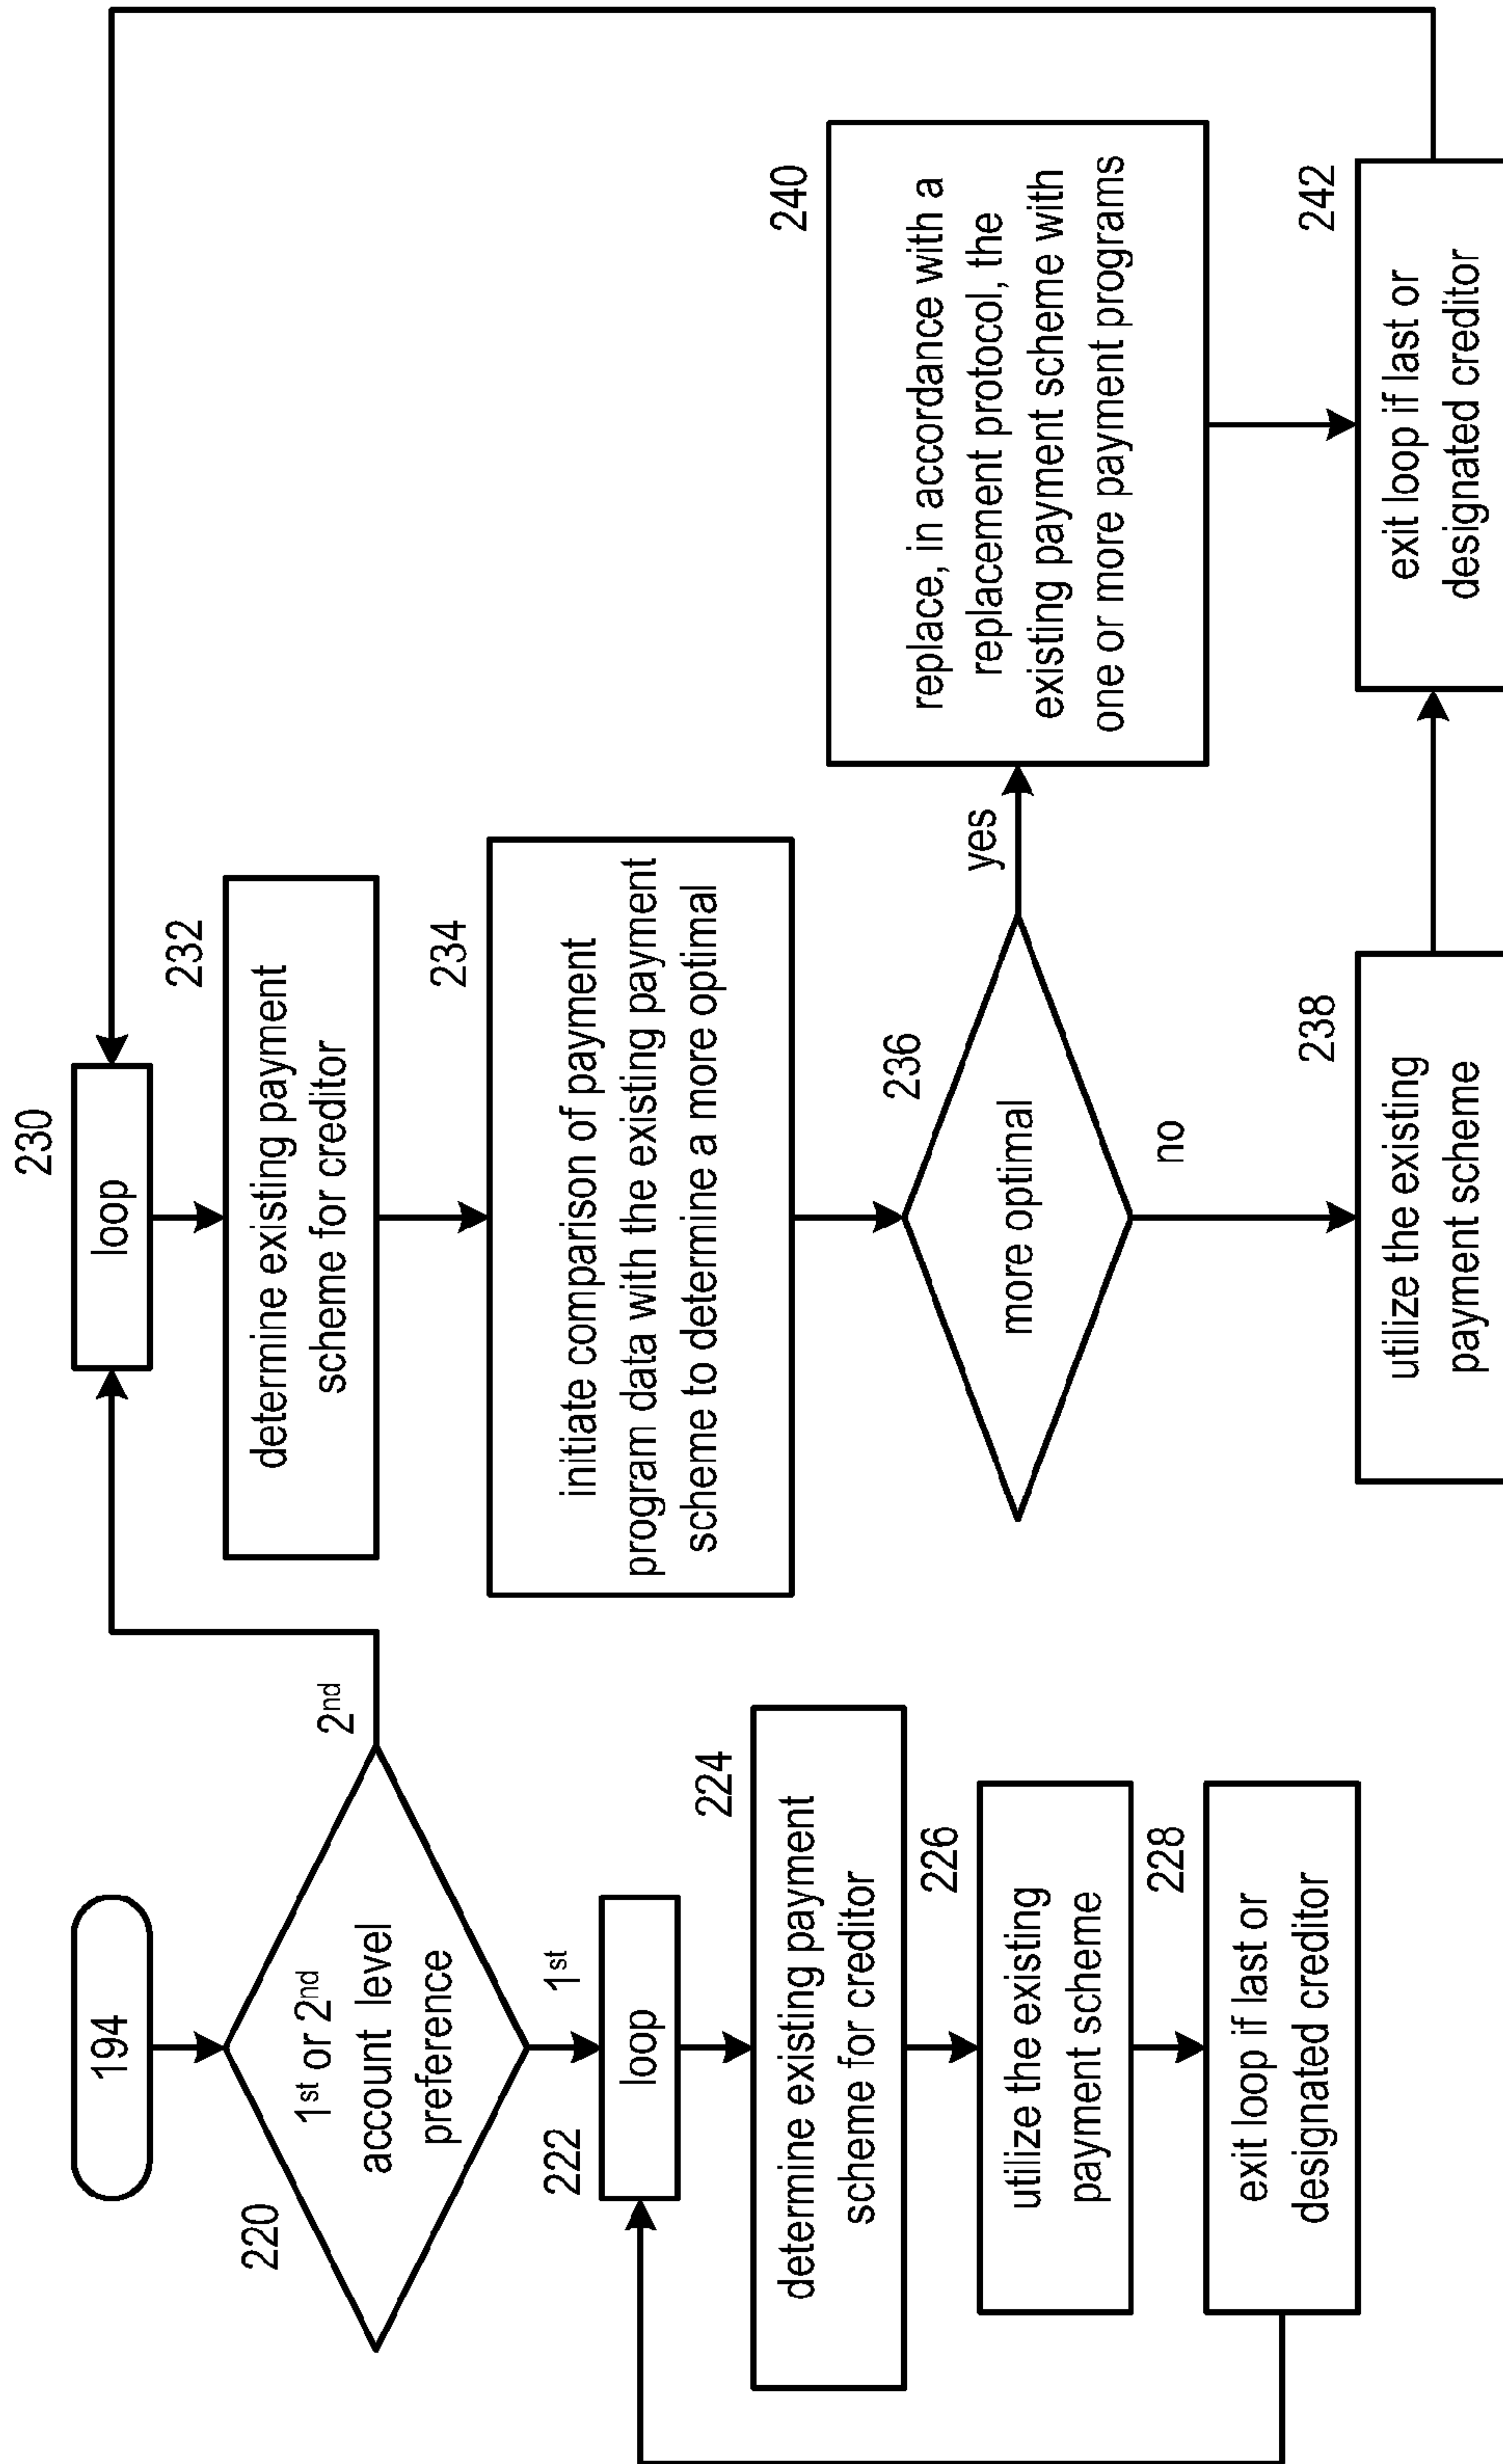 194
220
1st or 2nd
account level
preference
2nd
1st
222
loop
224
determine existing payment
scheme for creditor
226
utilize the existing
payment scheme
228
exit loop if last or
designated creditor
230
loop
232
determine existing payment
scheme for creditor
234
initiate comparison of payment
program data with the existing payment
scheme to determine a more optimal
236
more optimal
yes
no
238
utilize the existing
payment scheme
240
replace, in accordance with a
replacement protocol, the
existing payment scheme with
one or more payment programs
242
exit loop if last or
designated creditor